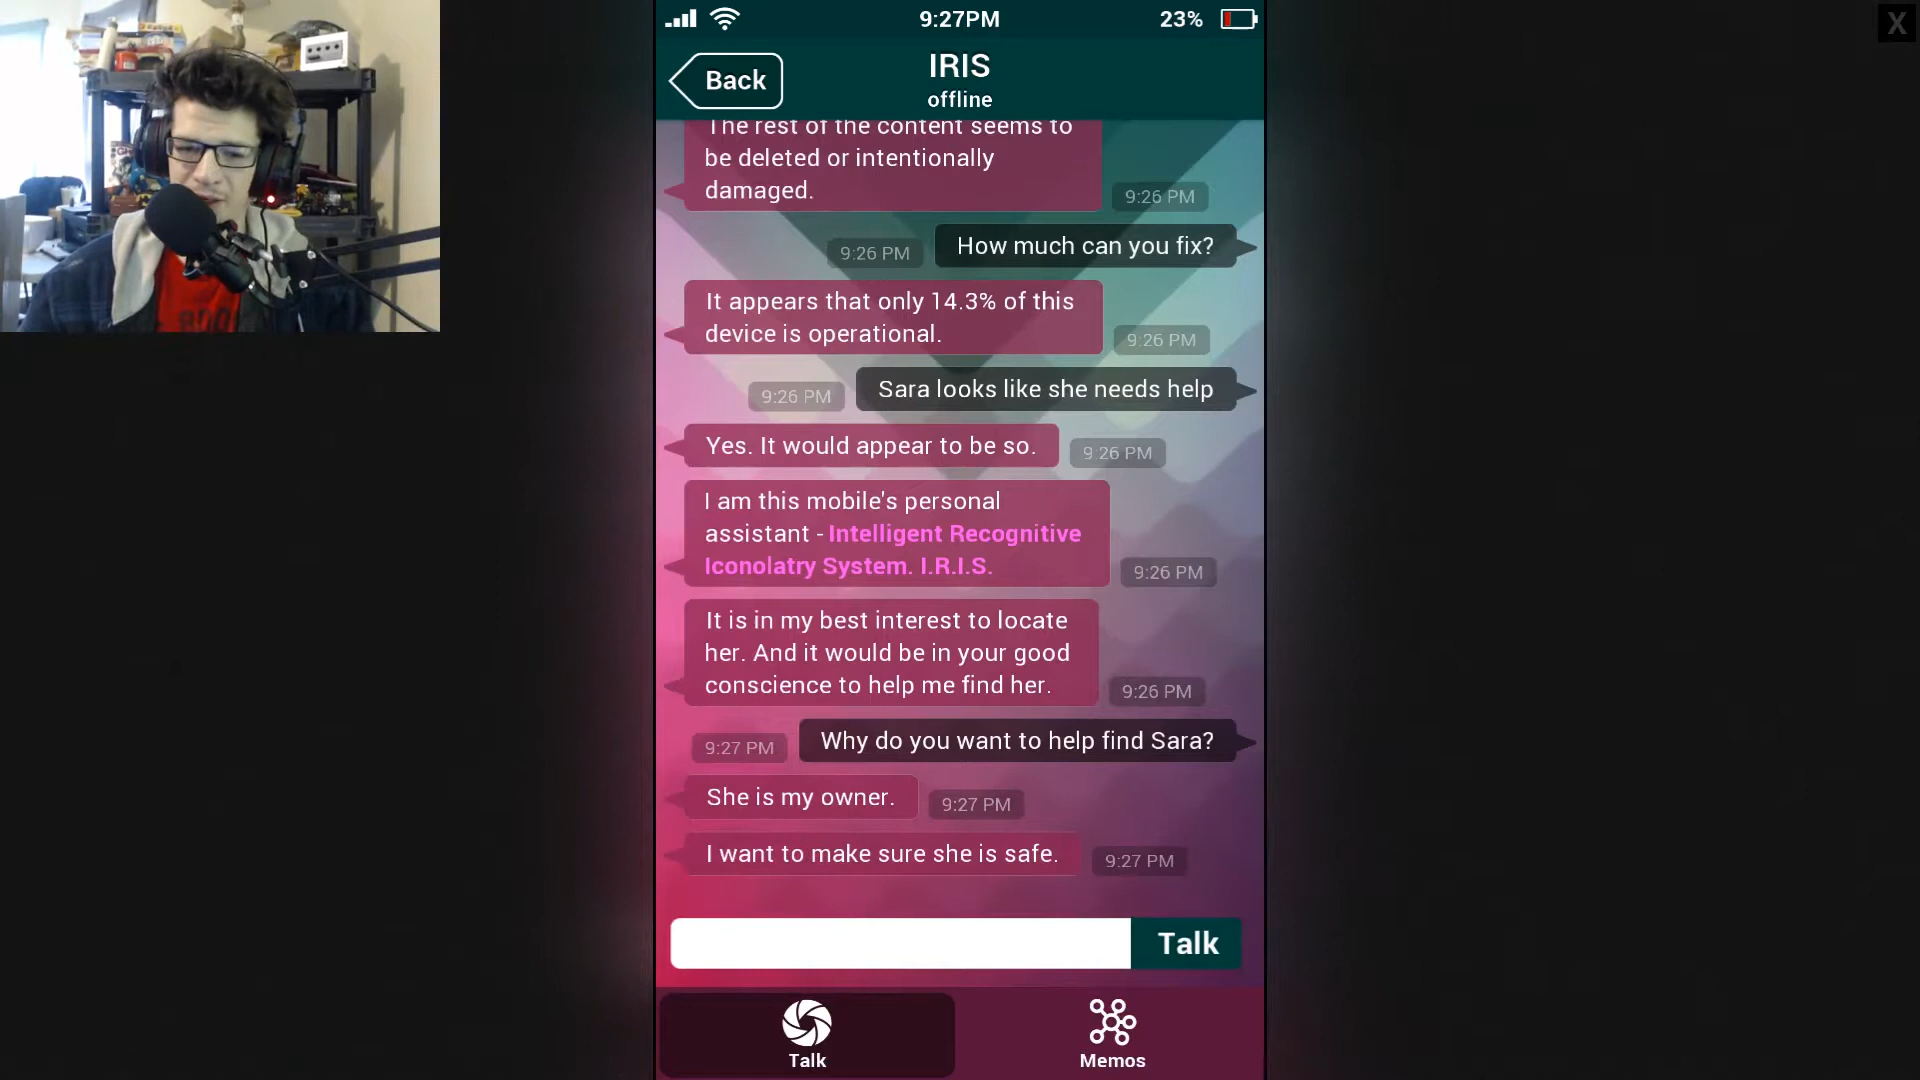 9:27PM
23%
X
Back
IRIS
offline
The rest of the content seems to
be deleted or intentionally
damaged.
9:26 PM
9:26 PM
How much can you fix?
It appears that only 14.3% of this
device is operational.
9:26 PM
9:26 PM
Sara looks like she needs help
Yes. It would appear to be so.
9:26 PM
I am this mobile's personal
assistant - Intelligent Recognitive
Iconolatry System. I.R.I.S.
9:26 PM
It is in my best interest to locate
her. And it would be in your good
conscience to help me find her.
9:26 PM
9:27 PM
Why do you want to help find Sara?
She is my owner.
9:27 PM
I want to make sure she is safe.
9:27 PM
Talk
Talk
Memos